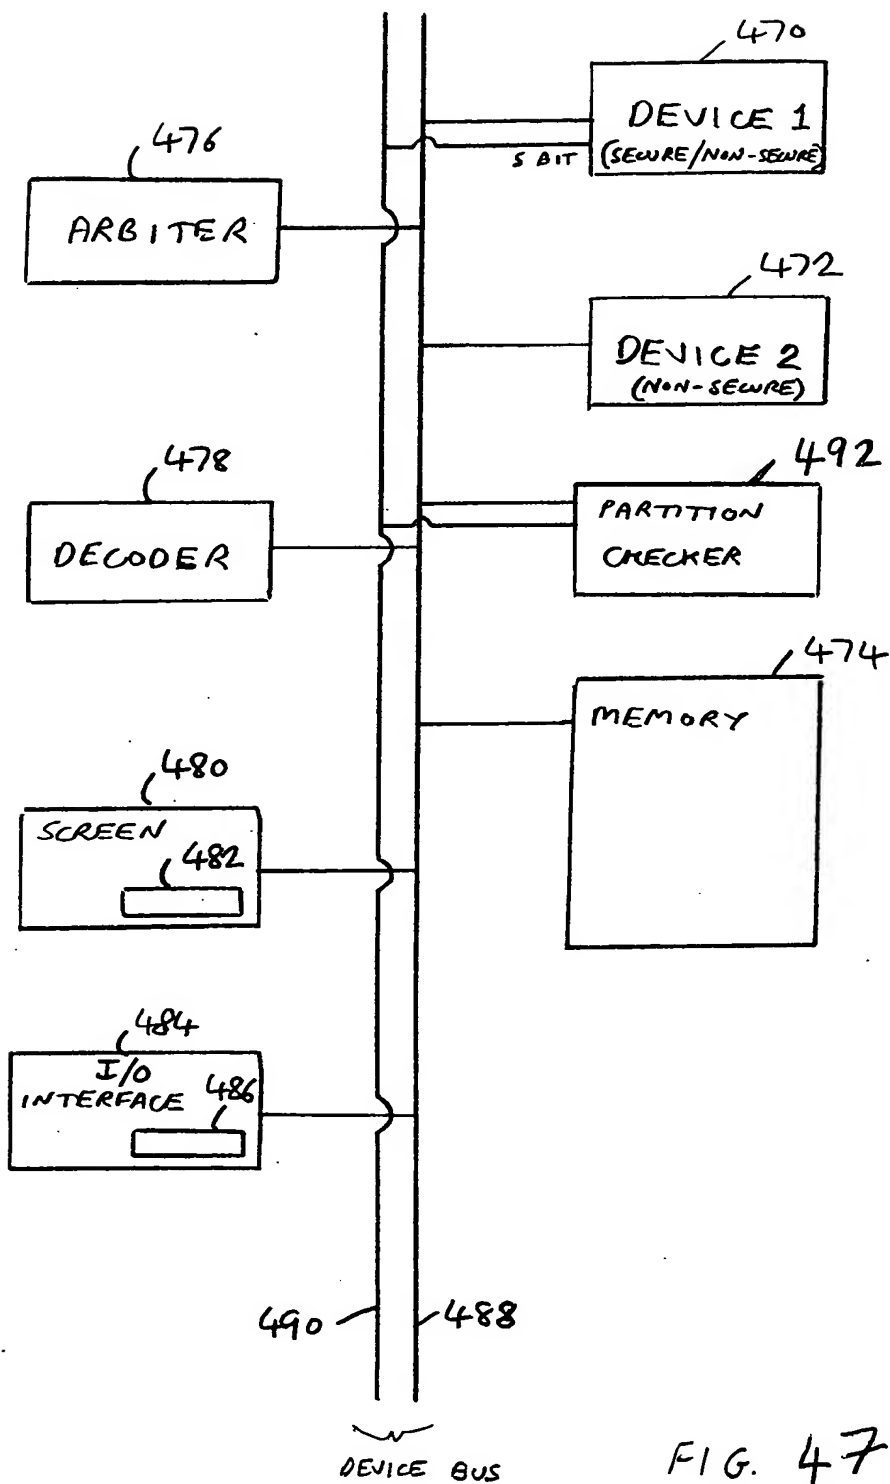 470
DEVICE 1
(SECURE/NON-SECURE)
S BIT
476
ARBITER
472
DEVICE 2
(NON-SECURE)
478
DECODER
492
PARTITION
CHECKER
474
MEMORY
480
SCREEN
482
484
I/O
INTERFACE
486
490
488
DEVICE BUS
FIG. 47